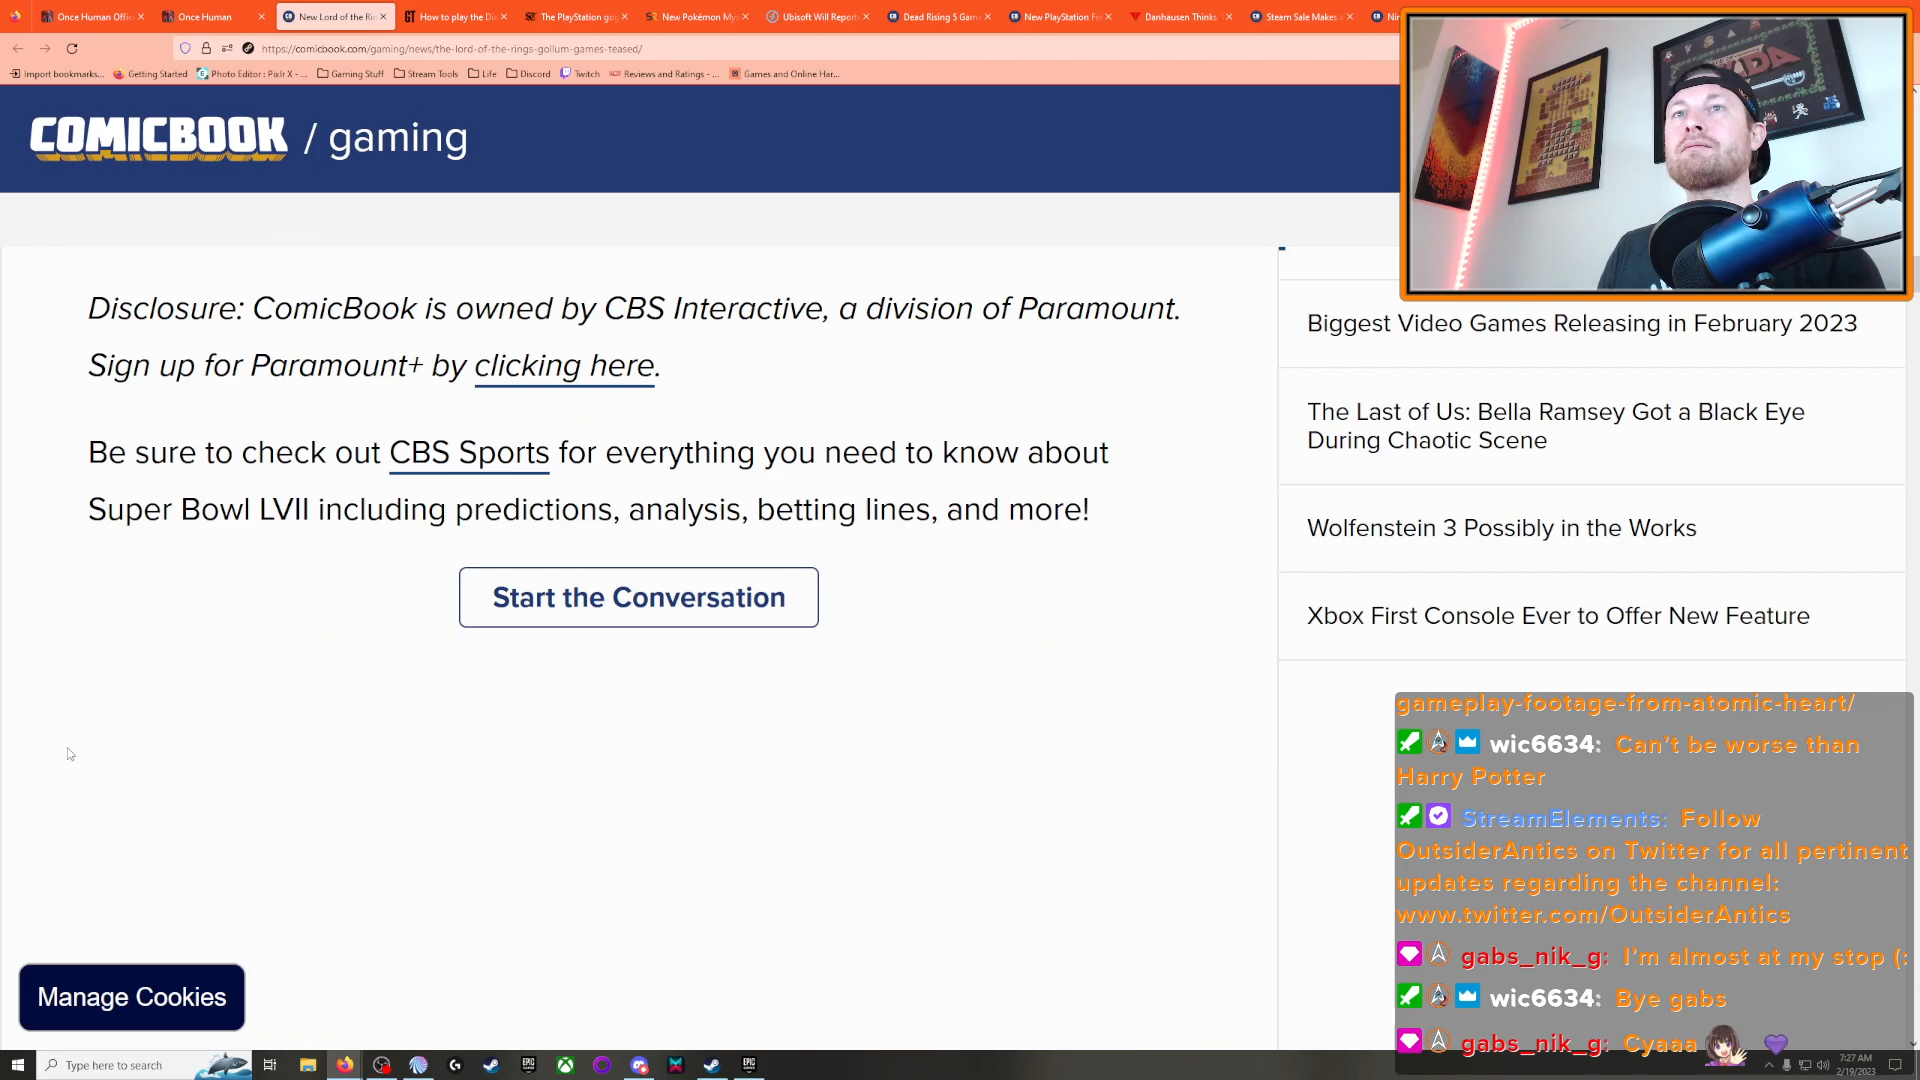 Once Human Offic
Once Human
New Lord of the Rin
How to play the Di
The PlayStation gog
New Pokémon Mys
Ubisoft Will Report
Dead Rising 5 Game
New PlayStation Fr
Danhausen Thinks
Steam Sale Makes
https://comicbook.com/gaming/news/the-lord-of-the-rings-gollum-games-teased/
Import bookmarks... Getting Started Photo Editor : Pixlr X - ... Gaming Stuff Stream Tools Life Discord Twitch Reviews and Ratings - ... Games and Online Har...
COMICBOOK / gaming
Disclosure: ComicBook is owned by CBS Interactive, a division of Paramount.
Sign up for Paramount+ by clicking here.
Be sure to check out CBS Sports for everything you need to know about
Super Bowl LVII including predictions, analysis, betting lines, and more!
Start the Conversation
Manage Cookies
Biggest Video Games Releasing in February 2023
The Last of Us: Bella Ramsey Got a Black Eye
During Chaotic Scene
Wolfenstein 3 Possibly in the Works
Xbox First Console Ever to Offer New Feature
gameplay-footage-from-atomic-heart/
wic6634: Can't be worse than
Harry Potter
StreamElements: Follow
OutsiderAntics on Twitter for all pertinent
updates regarding the channel:
www.twitter.com/OutsiderAntics
gabs_nik_g: I'm almost at my stop (:
wic6634: Bye gabs
gabs_nik_g: Cyaaa
Type here to search
7:27 AM
2/19/2023